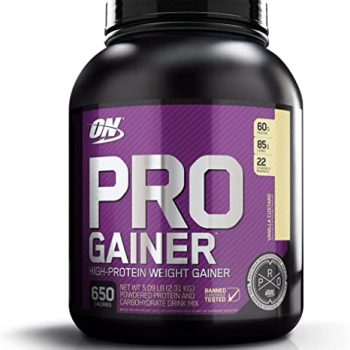 ON
PRO
GAINER
HIGH-PROTEIN WEIGHT GAINER
650
CALORIES
NET WT 5.09 LB (2.31 KG)
POWDERED PROTEIN AND
CARBOHYDRATE DRINK MIX
BANNED
TESTED
60g
85g
22
VANILLA CUSTARD
PRO